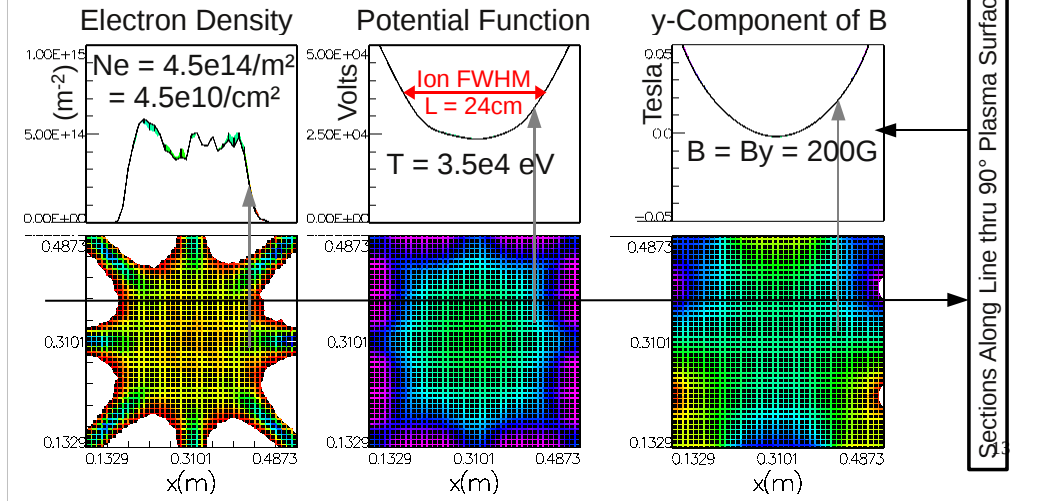 Electron Density
Potential Function
y-Component of B
1.00E+15
5.00E+14
0.00E+00
(m⁻²)
Ne = 4.5e14/m²
= 4.5e10/cm²
5.00E+04
2.50E+04
0.00E+00
Volts
Ion FWHM
L = 24cm
T = 3.5e4 eV
0.05
0.0
−0.05
Tesla
B = By = 200G
0.4873
0.3101
0.1329
0.1329 0.3101 0.4873
x(m)
0.4873
0.3101
0.1329
0.1329 0.3101 0.4873
x(m)
0.4873
0.3101
0.1329
0.1329 0.3101 0.4873
x(m)
Sections Along Line thru 90° Plasma Surfac
13